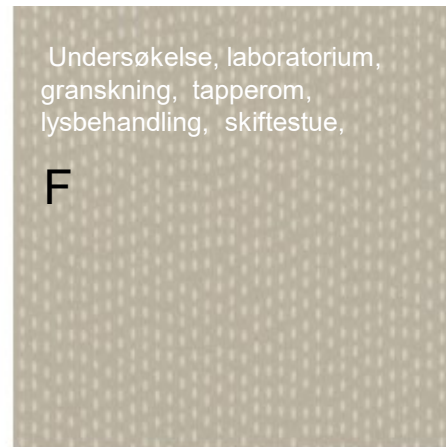 Undersøkelse, laboratorium,
granskning, tapperom,
lysbehandling, skiftestue,
F